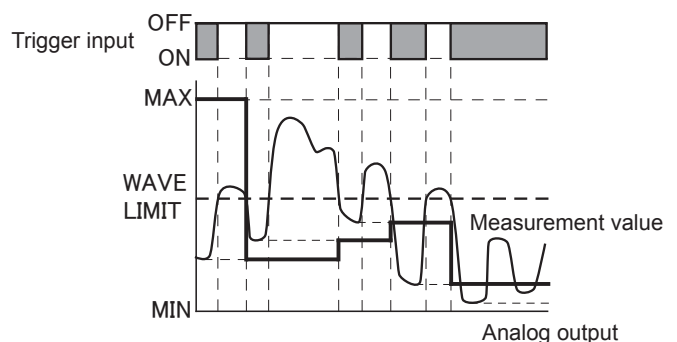 OFF
Trigger input
ON
MAX
WAVE
LIMIT
Measurement value
MIN
Analog output